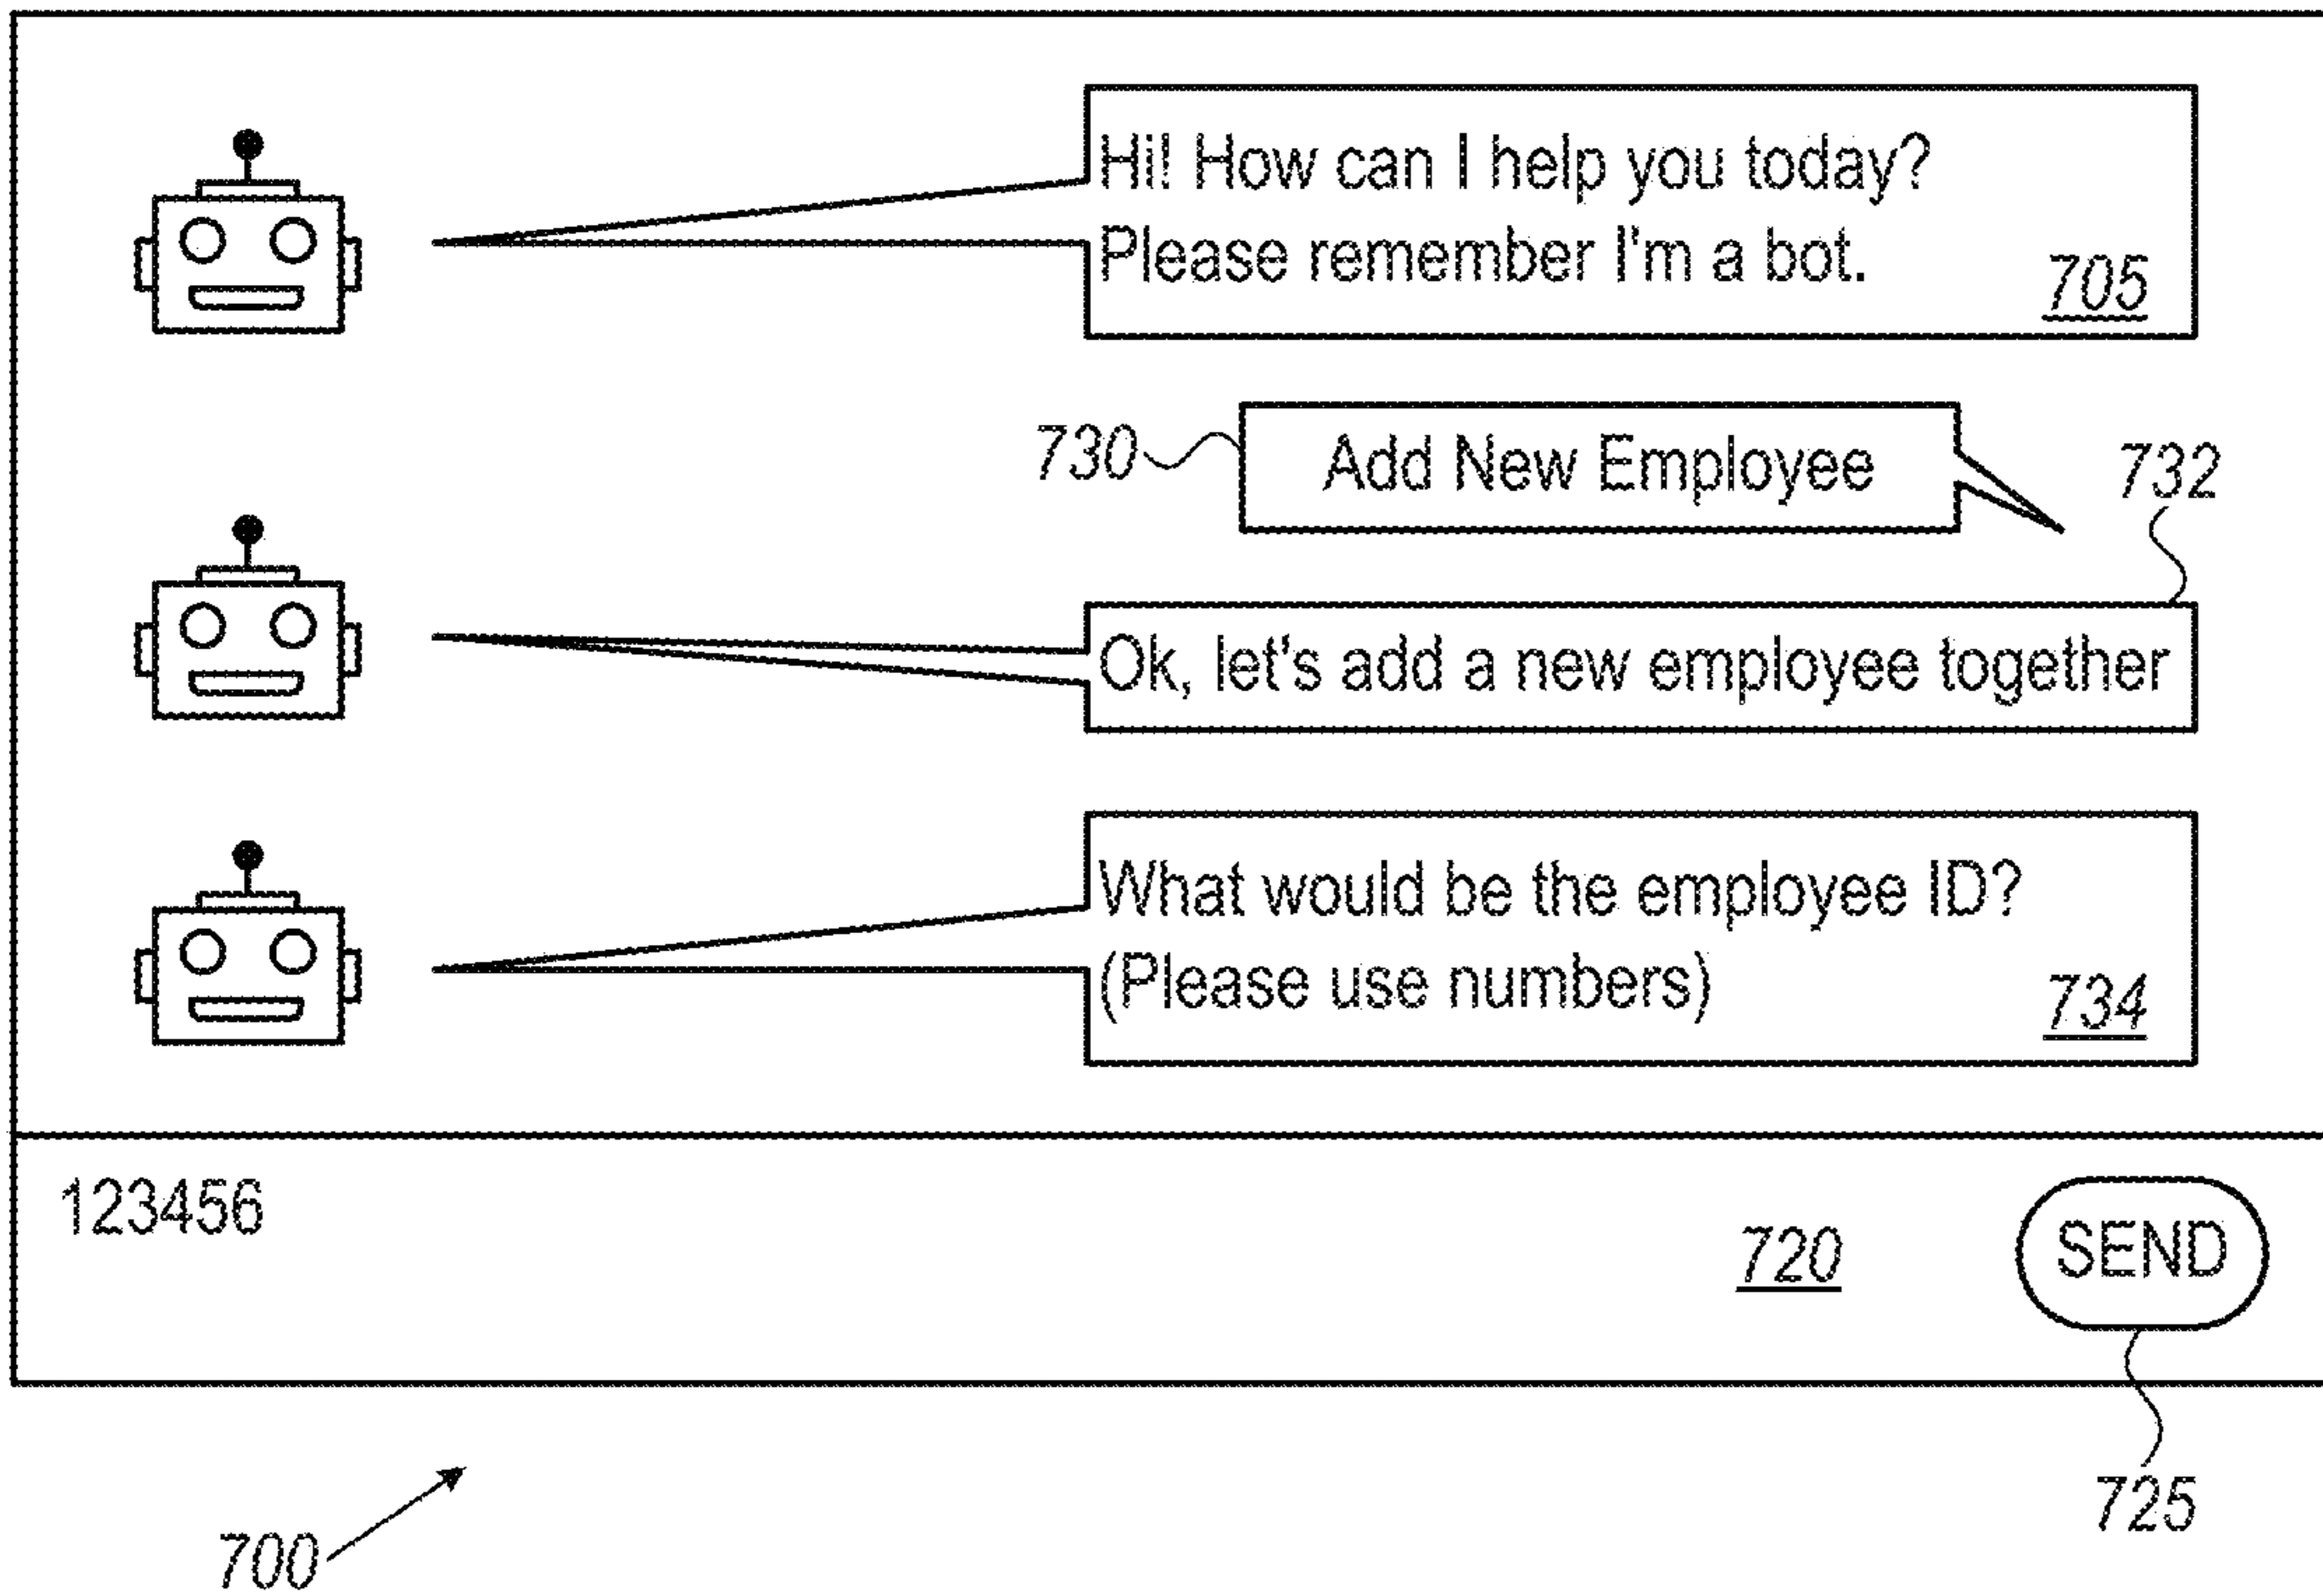 Hi! How can I help you today?
Please remember I'm a bot.
705
730
Add New Employee
732
Ok, let's add a new employee together
What would be the employee ID?
(Please use numbers)
734
123456
720
SEND
725
700